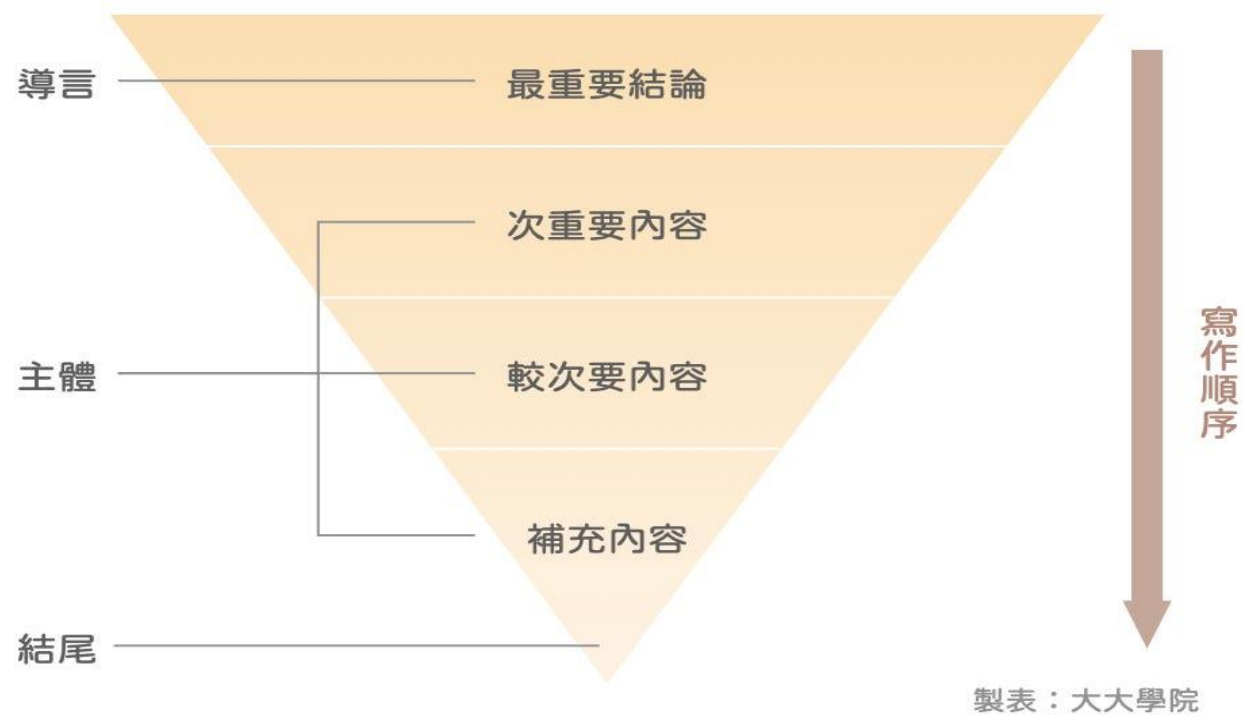 導言
最重要結論
次重要內容
主體
較次要內容
補充內容
結尾
寫作順序
製表：大大學院